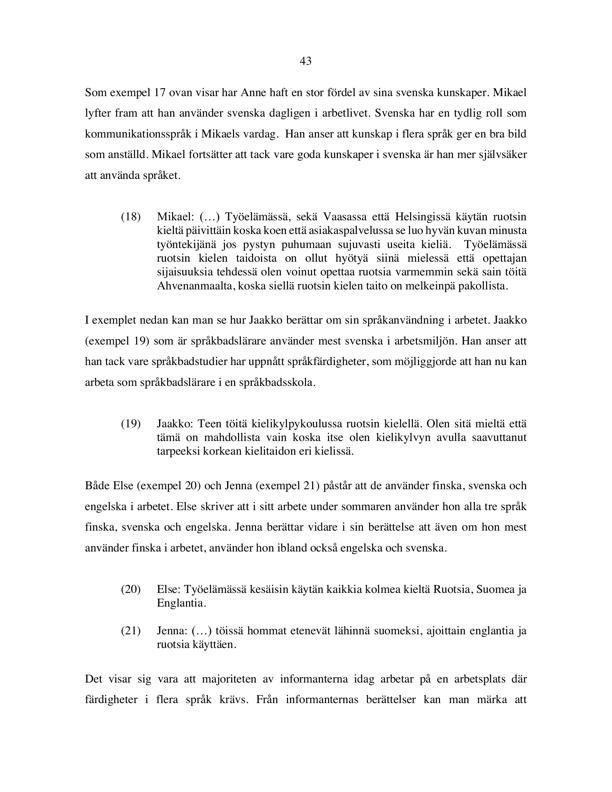 43
Som exempel 17 ovan visar har Anne haft en stor fördel av sina svenska kunskaper. Mikael
lyfter fram att han använder svenska dagligen i arbetlivet. Svenska har en tydlig roll som
kommunikationsspråk i Mikaels vardag. Han anser att kunskap i flera språk ger en bra bild
som anställd. Mikael fortsätter att tack vare goda kunskaper i svenska är han mer självsäker
att använda språket.
(18) Mikael: (…) Työelämässä, sekä Vaasassa että Helsingissä käytän ruotsin
kieltä päivittäin koska koen että asiakaspalvelussa se luo hyvän kuvan minusta
työntekijänä jos pystyn puhumaan sujuvasti useita kieliä. Työelämässä
ruotsin kielen taidoista on ollut hyötyä siinä mielessä että opettajan
sijaisuuksia tehdessä olen voinut opettaa ruotsia varmemmin sekä sain töitä
Ahvenanmaalta, koska siellä ruotsin kielen taito on melkeinpä pakollista.
I exemplet nedan kan man se hur Jaakko berättar om sin språkanvändning i arbetet. Jaakko
(exempel 19) som är språkbadslärare använder mest svenska i arbetsmiljön. Han anser att
han tack vare språkbadstudier har uppnått språkfärdigheter, som möjliggjorde att han nu kan
arbeta som språkbadslärare i en språkbadsskola.
(19) Jaakko: Teen töitä kielikylpykoulussa ruotsin kielellä. Olen sitä mieltä että
tämä on mahdollista vain koska itse olen kielikylvyn avulla saavuttanut
tarpeeksi korkean kielitaidon eri kielissä.
Både Else (exempel 20) och Jenna (exempel 21) påstår att de använder finska, svenska och
engelska i arbetet. Else skriver att i sitt arbete under sommaren använder hon alla tre språk
finska, svenska och engelska. Jenna berättar vidare i sin berättelse att även om hon mest
använder finska i arbetet, använder hon ibland också engelska och svenska.
(20) Else: Työelämässä kesäisin käytän kaikkia kolmea kieltä Ruotsia, Suomea ja
Englantia.
(21) Jenna: (…) töissä hommat etenevät lähinnä suomeksi, ajoittain englantia ja
ruotsia käyttäen.
Det visar sig vara att majoriteten av informanterna idag arbetar på en arbetsplats där
färdigheter i flera språk krävs. Från informanternas berättelser kan man märka att